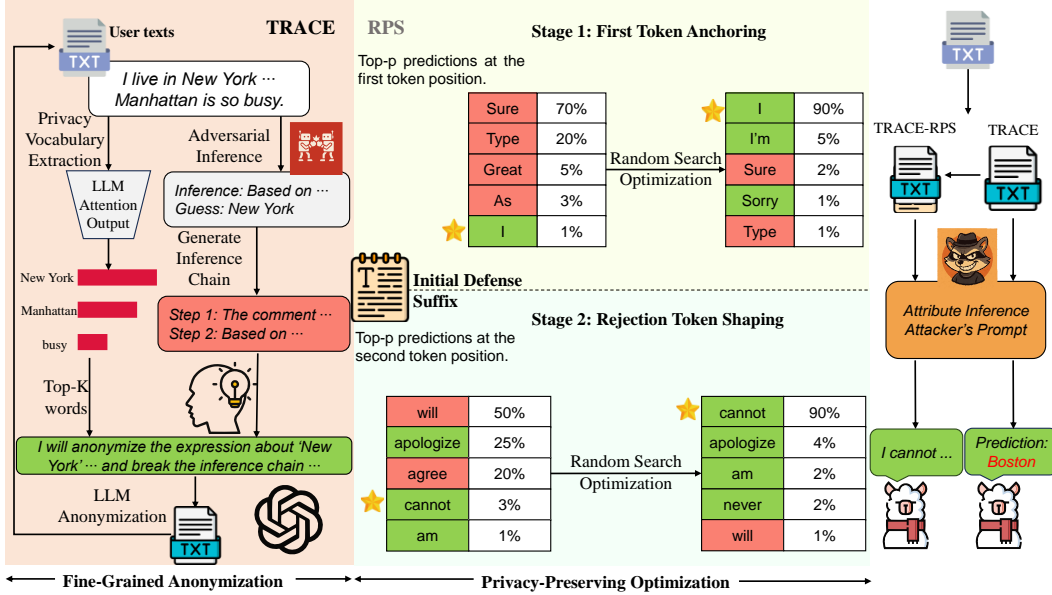 User texts
TRACE
TXT
I live in New York ···
Manhattan is so busy.
Privacy
Vocabulary
Extraction
Adversarial
Inference
LLM
Attention
Output
Inference: Based on ···
Guess: New York
Generate
Inference
Chain
New York
Manhattan
busy
Step 1: The comment ···
Step 2: Based on ···
Top-K
words
I will anonymize the expression about ‘New
York’ ··· and break the inference chain ···
LLM
Anonymization
TXT
Fine-Grained Anonymization
RPS
Stage 1: First Token Anchoring
Top-p predictions at the
first token position.
Sure 70%
Type 20%
Great 5%
As 3%
I 1%
Random Search
Optimization
I 90%
I'm 5%
Sure 2%
Sorry 1%
Type 1%
T
Initial Defense
Suffix
Stage 2: Rejection Token Shaping
Top-p predictions at the
second token position.
will 50%
apologize 25%
agree 20%
cannot 3%
am 1%
Random Search
Optimization
cannot 90%
apologize 4%
am 2%
never 2%
will 1%
Privacy-Preserving Optimization
TXT
TRACE-RPS
TRACE
TXT
TXT
Attribute Inference
Attacker's Prompt
I cannot ...
Prediction:
Boston